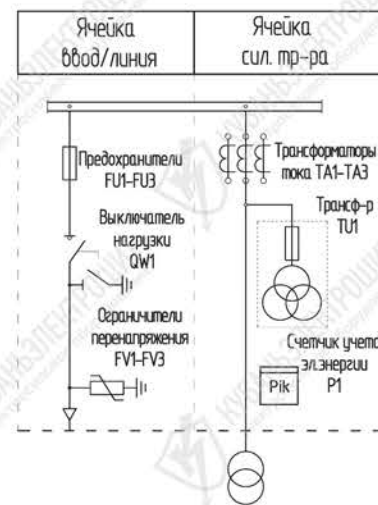 Ячейка
ввод/линия
Ячейка
сил. тр-ра
Предохранители
FU1-FU3
Выключатель
нагрузки
QW1
Ограничители
перенапряжения
FV1-FV3
Трансформаторы
тока ТА1-ТА3
Трансф-р
TU1
Счетчик учета
эл.энергии
P1
Pik